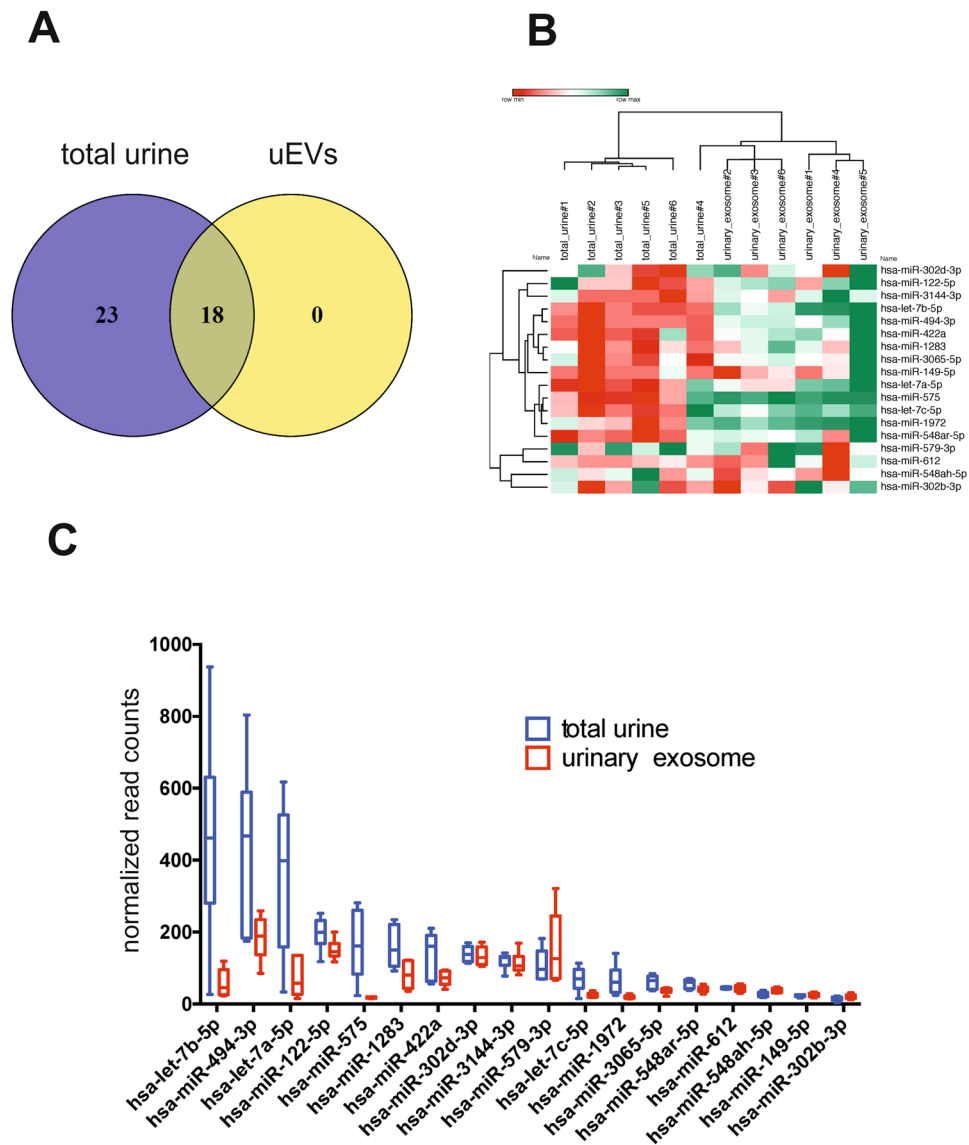 A
B
total urine
uEVs
23
18
0
row min
row max
Name
total_urine#1
total_urine#2
total_urine#3
total_urine#5
total_urine#6
total_urine#4
urinary_exosome#2
urinary_exosome#3
urinary_exosome#6
urinary_exosome#1
urinary_exosome#4
urinary_exosome#5
Name
hsa-miR-302d-3p
hsa-miR-122-5p
hsa-miR-3144-3p
hsa-let-7b-5p
hsa-miR-494-3p
hsa-miR-422a
hsa-miR-1283
hsa-miR-3065-5p
hsa-miR-149-5p
hsa-let-7a-5p
hsa-miR-575
hsa-let-7c-5p
hsa-miR-1972
hsa-miR-548ar-5p
hsa-miR-579-3p
hsa-miR-612
hsa-miR-548ah-5p
hsa-miR-302b-3p
C
normalized read counts
1000
800
600
400
200
0
total urine
urinary exosome
hsa-let-7b-5p
hsa-miR-494-3p
hsa-let-7a-5p
hsa-miR-122-5p
hsa-miR-575
hsa-miR-1283
hsa-miR-422a
hsa-miR-302d-3p
hsa-miR-3144-3p
hsa-miR-579-3p
hsa-let-7c-5p
hsa-miR-1972
hsa-miR-3065-5p
hsa-miR-548ar-5p
hsa-miR-612
hsa-miR-548ah-5p
hsa-miR-149-5p
hsa-miR-302b-3p